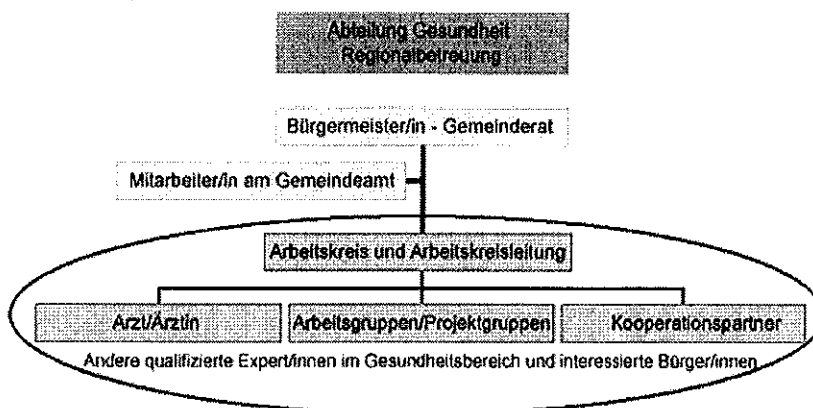 Abteilung Gesundheit
Regionalbetreuung
Bürgermeister/in - Gemeinderat
Mitarbeiter/in am Gemeindeamt
Arbeitskreis und Arbeitskreisleitung
Arzt/Ärztin
Arbeitsgruppen/Projektgruppen
Kooperationspartner
Andere qualifizierte Expert/innen im Gesundheitsbereich und interessierte Bürger/innen